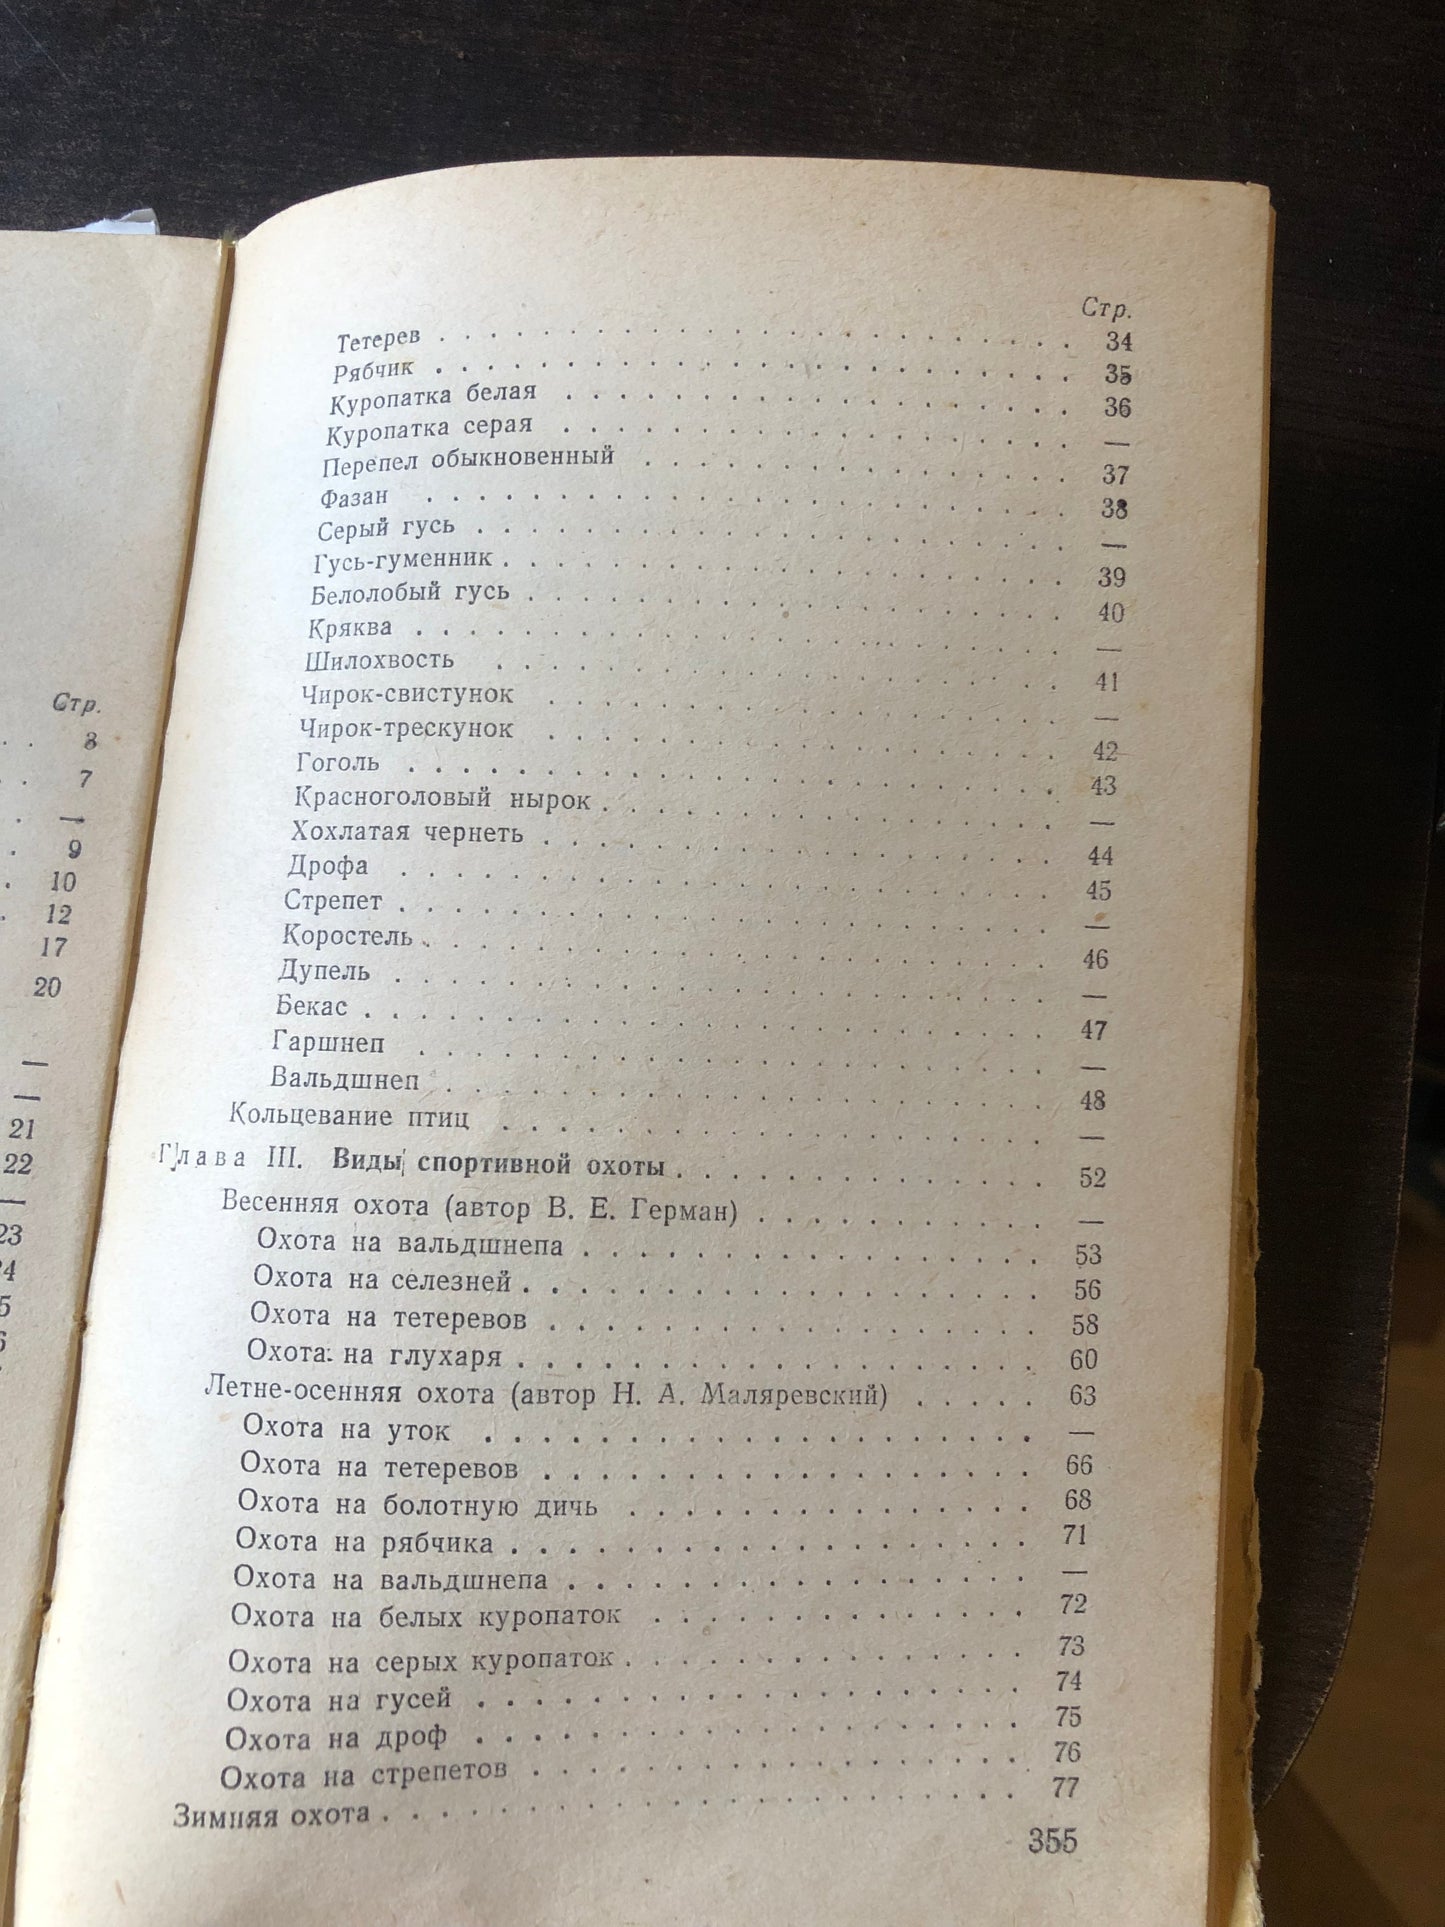 Стр.
3
7
—
9
10
12
17
20
—
—
21
22
—
23
Стр.
Тетерев . . . . . . . . . . . . . . . . . . . . . . . 34
Рябчик . . . . . . . . . . . . . . . . . . . . . . . 35
Куропатка белая . . . . . . . . . . . . . . . . . . 36
Куропатка серая . . . . . . . . . . . . . . . . . . —
Перепел обыкновенный . . . . . . . . . . . . . . . 37
Фазан . . . . . . . . . . . . . . . . . . . . . . . 38
Серый гусь . . . . . . . . . . . . . . . . . . . . . —
Гусь-гуменник . . . . . . . . . . . . . . . . . . . . 39
Белолобый гусь . . . . . . . . . . . . . . . . . . . 40
Кряква . . . . . . . . . . . . . . . . . . . . . . . —
Шилохвость . . . . . . . . . . . . . . . . . . . . 41
Чирок-свистунок . . . . . . . . . . . . . . . . . . —
Чирок-трескунок . . . . . . . . . . . . . . . . . . 42
Гоголь . . . . . . . . . . . . . . . . . . . . . . . 43
Красноголовый нырок . . . . . . . . . . . . . . . . —
Хохлатая чернеть . . . . . . . . . . . . . . . . . . 44
Дрофа . . . . . . . . . . . . . . . . . . . . . . . 45
Стрепет . . . . . . . . . . . . . . . . . . . . . . . —
Коростель . . . . . . . . . . . . . . . . . . . . . . 46
Дупель . . . . . . . . . . . . . . . . . . . . . . . —
Бекас . . . . . . . . . . . . . . . . . . . . . . . . 47
Гаршнеп . . . . . . . . . . . . . . . . . . . . . . —
Вальдшнеп . . . . . . . . . . . . . . . . . . . . . 48
Кольцевание птиц . . . . . . . . . . . . . . . . . . . —
Глава III. Виды спортивной охоты . . . . . . . . . . . . . 52
Весенняя охота (автор В. Е. Герман) . . . . . . . . . . —
Охота на вальдшнепа . . . . . . . . . . . . . . . . 53
Охота на селезней . . . . . . . . . . . . . . . . . . 56
Охота на тетеревов . . . . . . . . . . . . . . . . . 58
Охота на глухаря . . . . . . . . . . . . . . . . . . 60
Летне-осенняя охота (автор Н. А. Маляревский) . . . . . 63
Охота на уток . . . . . . . . . . . . . . . . . . . —
Охота на тетеревов . . . . . . . . . . . . . . . . . 66
Охота на болотную дичь . . . . . . . . . . . . . . 68
Охота на рябчика . . . . . . . . . . . . . . . . . . 71
Охота на вальдшнепа . . . . . . . . . . . . . . . . —
Охота на белых куропаток . . . . . . . . . . . . . 72
Охота на серых куропаток . . . . . . . . . . . . . . 73
Охота на гусей . . . . . . . . . . . . . . . . . . . 74
Охота на дроф . . . . . . . . . . . . . . . . . . . 75
Охота на стрепетов . . . . . . . . . . . . . . . . . 76
Зимняя охота . . . . . . . . . . . . . . . . . . . . . . 77
355